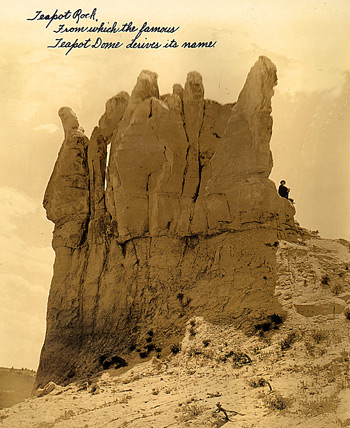 Teapot Rock,
From which the famous
Teapot Dome derives its name.